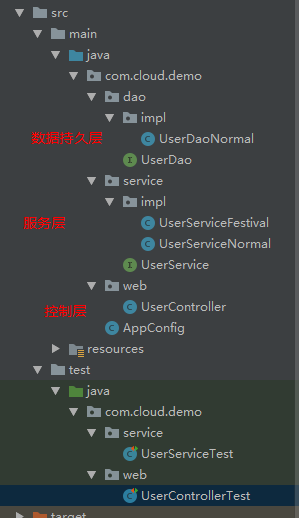 src
main
java
com.cloud.demo
dao
impl
数据持久层
UserDaoNormal
UserDao
service
impl
服务层
UserServiceFestival
UserServiceNormal
UserService
web
控制层
UserController
AppConfig
resources
test
java
com.cloud.demo
service
UserServiceTest
web
UserControllerTest
target